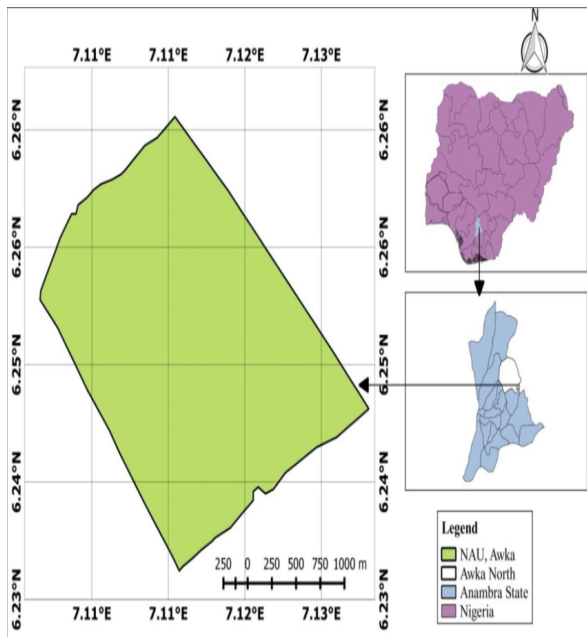 N
7.11°E 7.11°E 7.12°E 7.13°E
6.26°N 6.26°N
6.26°N 6.26°N
6.25°N 6.25°N
6.24°N 6.24°N
6.23°N 6.23°N
250 0 250 500 750 1000 m
7.11°E 7.11°E 7.12°E 7.13°E
Legend
NAU, Awka
Awka North
Anambra State
Nigeria